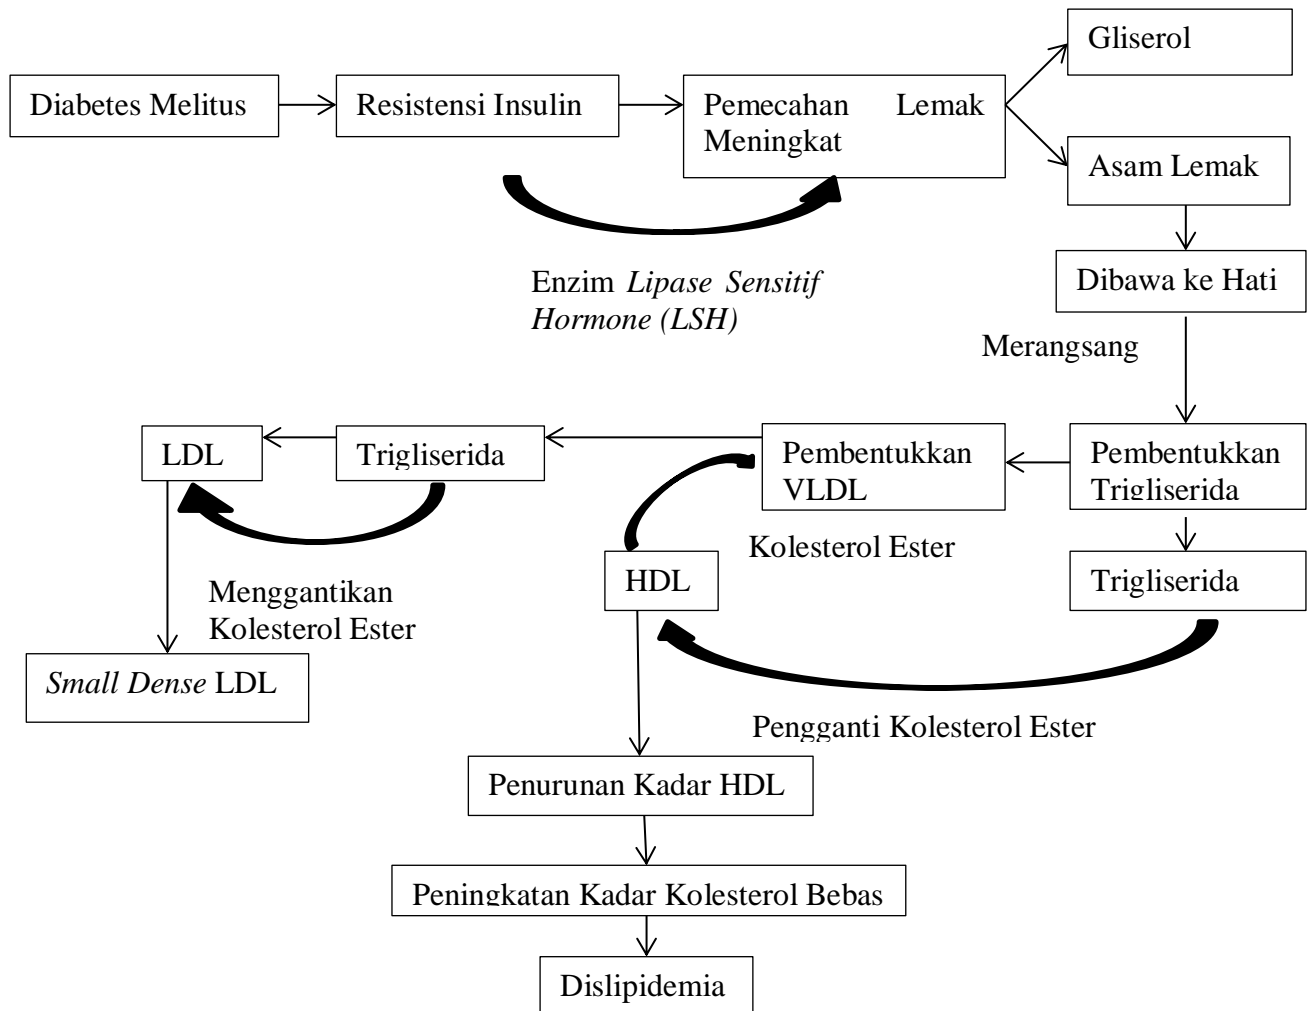 Gliserol
Diabetes Melitus
Resistensi Insulin
Pemecahan Lemak
Meningkat
Asam Lemak
Enzim Lipase Sensitif
Hormone (LSH)
Dibawa ke Hati
Merangsang
LDL
Trigliserida
Pembentukkan
VLDL
Pembentukkan
Trigliserida
Kolesterol Ester
HDL
Trigliserida
Menggantikan
Kolesterol Ester
Small Dense LDL
Pengganti Kolesterol Ester
Penurunan Kadar HDL
Peningkatan Kadar Kolesterol Bebas
Dislipidemia